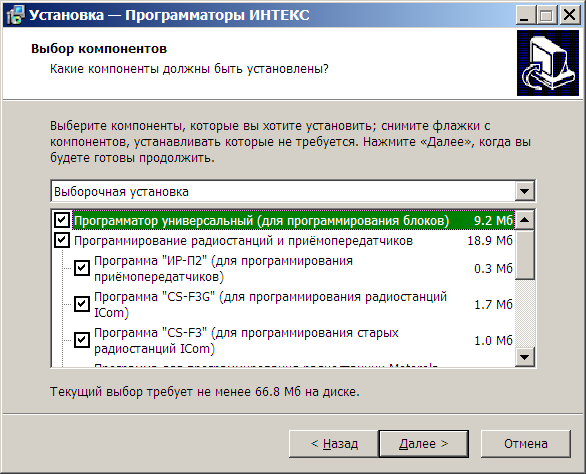 Установка — Программаторы ИНТЕКС
Выбор компонентов
Какие компоненты должны быть установлены?
Выберите компоненты, которые вы хотите установить; снимите флажки с
компонентов, устанавливать которые не требуется. Нажмите «Далее», когда вы
будете готовы продолжить.
Выборочная установка
Программатор универсальный (для программирования блоков) 9.2 Мб
Программирование радиостанций и приёмопередатчиков 18.9 Мб
Программа "ИР-П2" (для программирования
приёмопередатчиков) 0.3 Мб
Программа "CS-F3G" (для программирования радиостанций
ICom) 1.7 Мб
Программа "CS-F3" (для программирования старых
радиостанций ICom) 1.0 Мб
Текущий выбор требует не менее 66.8 Мб на диске.
< Назад Далее > Отмена